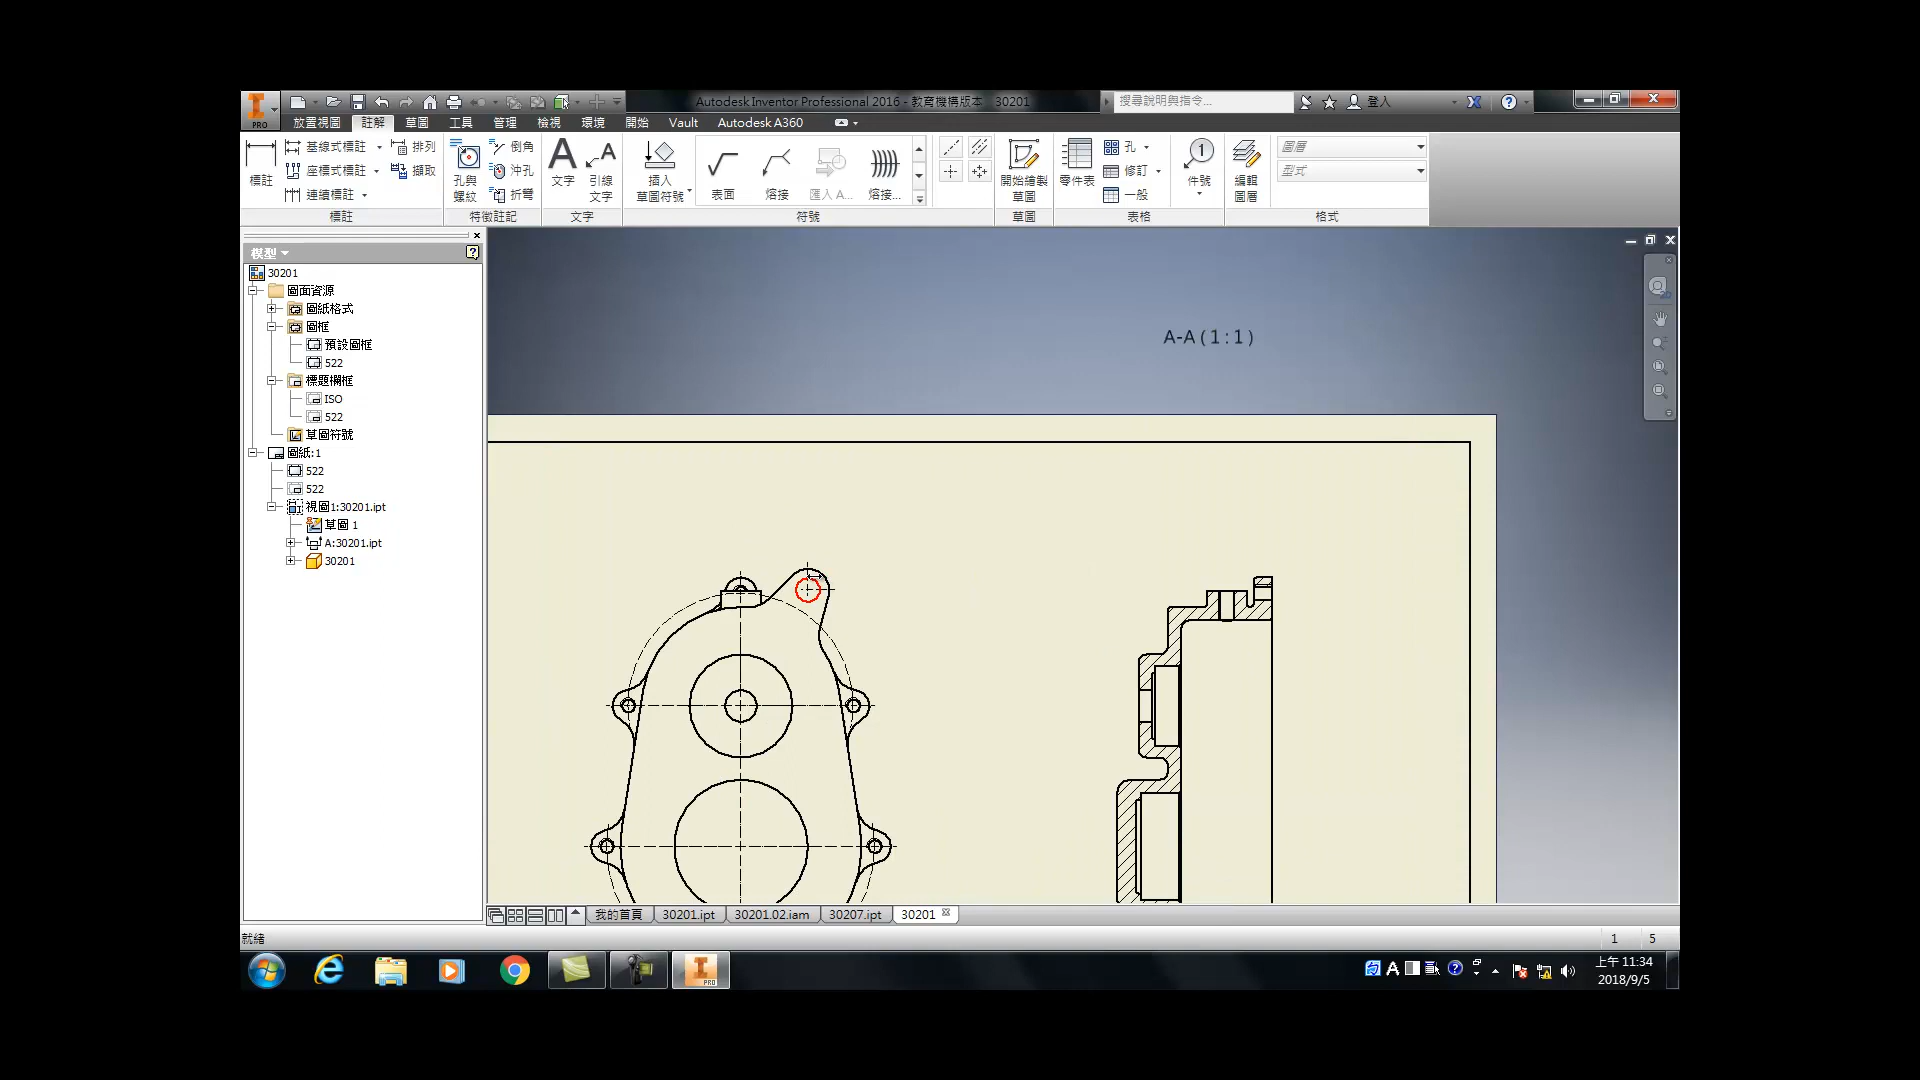 Autodesk Inventor Professional 2016 - 教育機構版本 30201
搜尋說明與指令...
登入
PRO
放置視圖 註解 草圖 工具 管理 檢視 環境 開始 Vault Autodesk A360
標註
基線式標註
座標式標註
連續標註
排列
擷取
孔與
螺紋
倒角
沖孔
折彎
文字
引線
文字
插入
草圖符號
表面
熔接
匯入 A...
熔接...
開始繪製
草圖
零件表
孔
修訂
一般
件號
編輯
圖層
圖層
型式
標註 特徵註記 文字 符號 草圖 表格 格式
模型
30201
圖面資源
圖紙格式
圖框
預設圖框
522
標題欄框
ISO
522
草圖符號
圖紙:1
522
522
視圖1:30201.ipt
草圖 1
A:30201.ipt
30201
A-A ( 1 : 1 )
我的首頁 30201.ipt 30201.02.iam 30207.ipt 30201
就緒 1 5
PRO
上午 11:34
2018/9/5